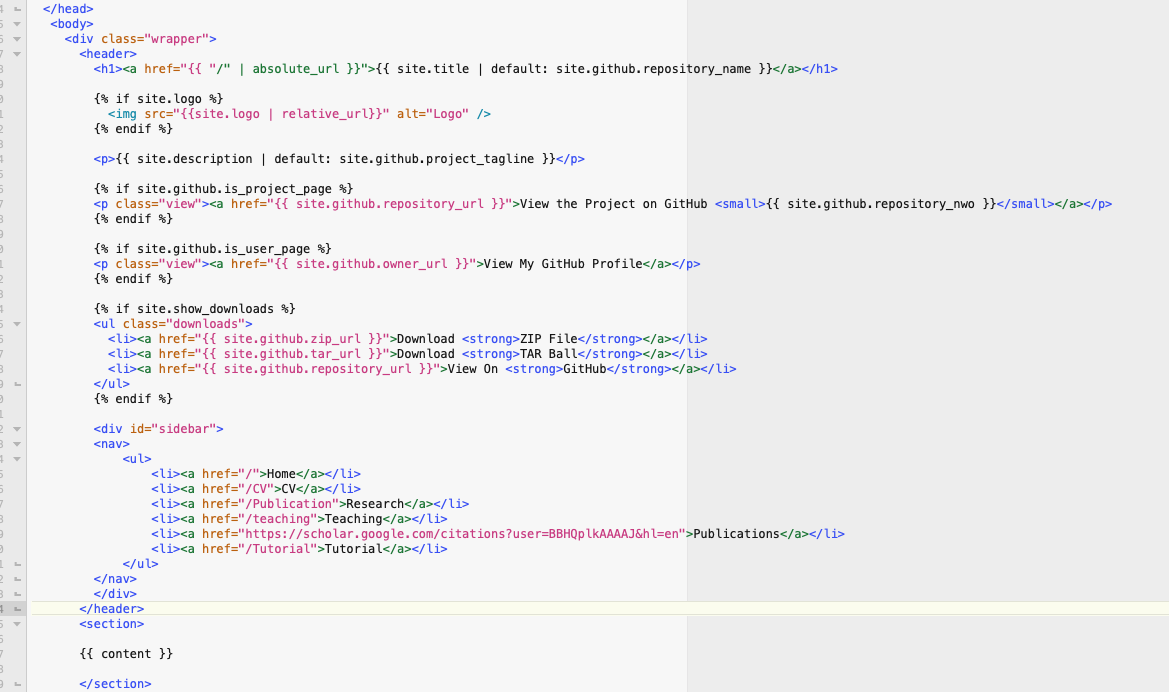 </head>
<body>
<div class="wrapper">
<header>
<h1><a href="{{ "/" | absolute_url }}">{{ site.title | default: site.github.repository_name }}</a></h1>
{% if site.logo %}
<img src="{{site.logo | relative_url}}" alt="Logo" />
{% endif %}
<p>{{ site.description | default: site.github.project_tagline }}</p>
{% if site.github.is_project_page %}
<p class="view"><a href="{{ site.github.repository_url }}">View the Project on GitHub <small>{{ site.github.repository_nwo }}</small></a></p>
{% endif %}
{% if site.github.is_user_page %}
<p class="view"><a href="{{ site.github.owner_url }}">View My GitHub Profile</a></p>
{% endif %}
{% if site.show_downloads %}
<ul class="downloads">
<li><a href="{{ site.github.zip_url }}">Download <strong>ZIP File</strong></a></li>
<li><a href="{{ site.github.tar_url }}">Download <strong>TAR Ball</strong></a></li>
<li><a href="{{ site.github.repository_url }}">View On <strong>GitHub</strong></a></li>
</ul>
{% endif %}
<div id="sidebar">
<nav>
<ul>
<li><a href="/">Home</a></li>
<li><a href="/CV">CV</a></li>
<li><a href="/Publication">Research</a></li>
<li><a href="/teaching">Teaching</a></li>
<li><a href="https://scholar.google.com/citations?user=BBHQplkAAAAJ&hl=en">Publications</a></li>
<li><a href="/Tutorial">Tutorial</a></li>
</ul>
</nav>
</div>
</header>
<section>
{{ content }}
</section>